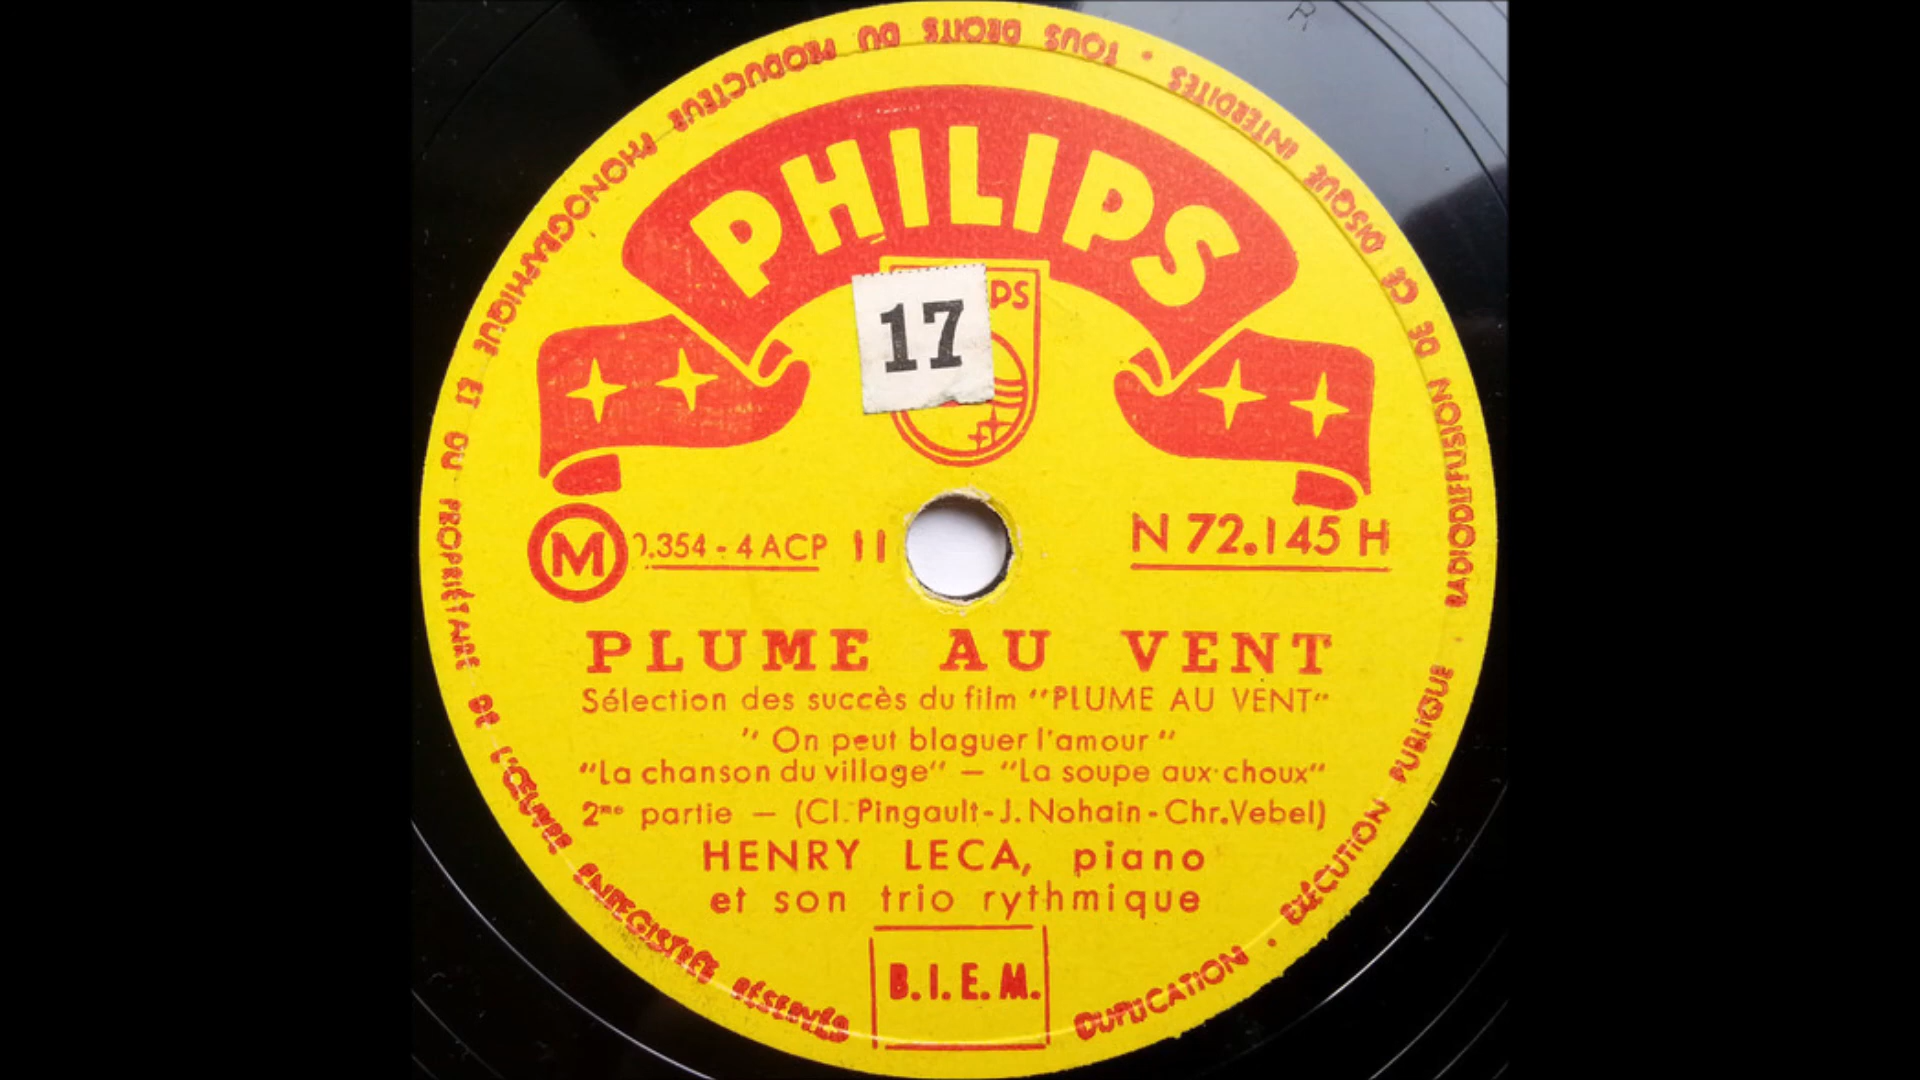 TOUS DROITS DU PRODUCTEUR PHONOGRAPHIQUE ET DU PROPRIÉTAIRE DE L'ŒUVRE ENREGISTRÉE RÉSERVÉS
DUPLICATION · EXÉCUTION PUBLIQUE · RADIODIFFUSION DE CE DISQUE INTERDITES ·
PHILIPS
PS
17
M .354 - 4 ACP II
N 72.145 H
PLUME AU VENT
Sélection des succès du film “PLUME AU VENT“
" On peut blaguer l'amour "
“La chanson du village“ — “La soupe aux choux“
2me partie — (Cl. Pingault - J. Nohain - Chr. Vebel)
HENRY LECA, piano
et son trio rythmique
B.I.E.M.
R